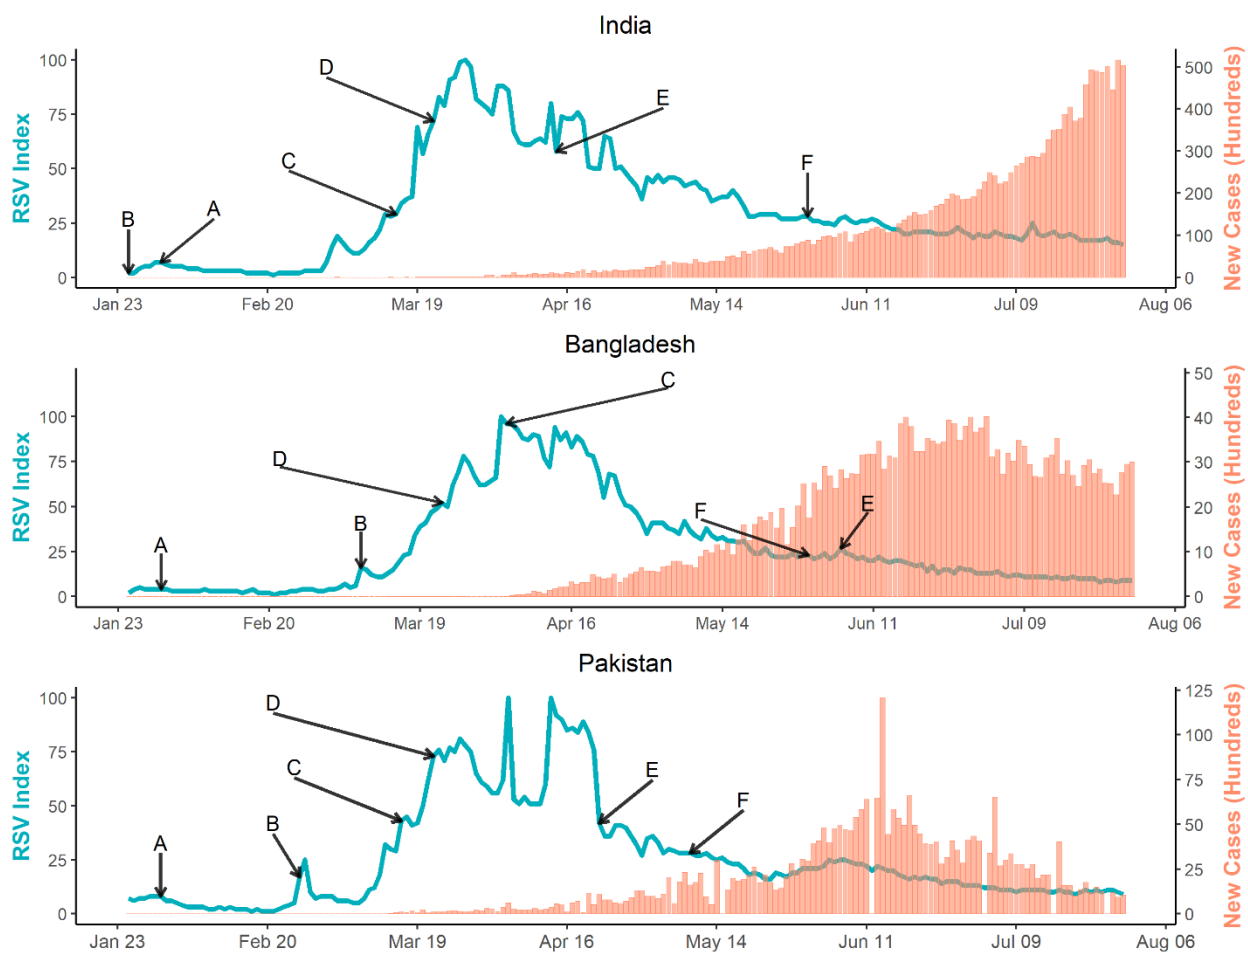 India
RSV Index
100
75
50
25
0
A
B
C
D
E
F
500
400
300
200
100
0
New Cases (Hundreds)
Jan 23 Feb 20 Mar 19 Apr 16 May 14 Jun 11 Jul 09 Aug 06
Bangladesh
RSV Index
100
75
50
25
0
A
B
C
D
E
F
50
40
30
20
10
0
New Cases (Hundreds)
Jan 23 Feb 20 Mar 19 Apr 16 May 14 Jun 11 Jul 09 Aug 06
Pakistan
RSV Index
100
75
50
25
0
A
B
C
D
E
F
125
100
75
50
25
0
New Cases (Hundreds)
Jan 23 Feb 20 Mar 19 Apr 16 May 14 Jun 11 Jul 09 Aug 06